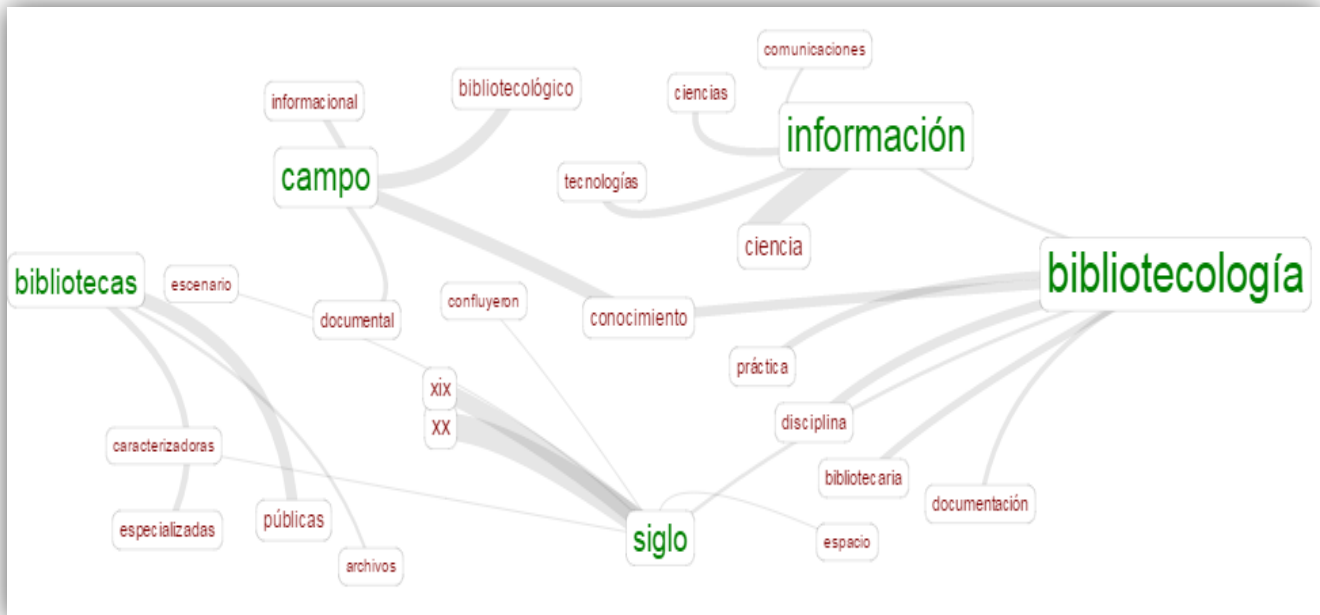 comunicaciones
ciencias
bibliotecológico
informacional
información
campo
tecnologías
ciencia
bibliotecología
bibliotecas
escenario
confluyeron
documental
conocimiento
práctica
xix
XX
disciplina
caracterizadoras
bibliotecaria
documentación
públicas
especializadas
siglo
espacio
archivos